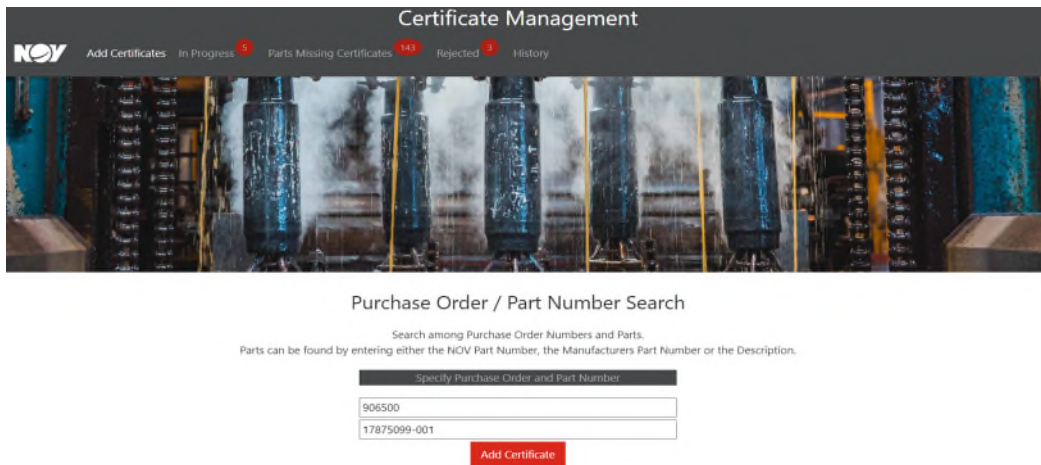 Certificate Management
NOV Add Certificates In Progress 5 Parts Missing Certificates 143 Rejected 3 History
Purchase Order / Part Number Search
Search among Purchase Order Numbers and Parts.
Parts can be found by entering either the NOV Part Number, the Manufacturers Part Number or the Description.
Specify Purchase Order and Part Number
906500
17875099-001
Add Certificate